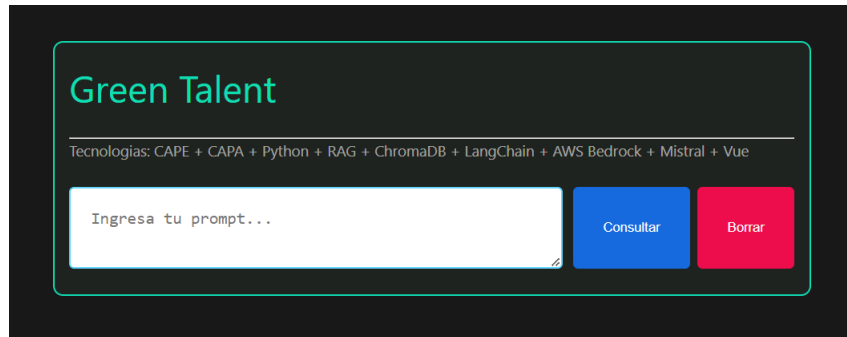 Green Talent
Tecnologias: CAPE + CAPA + Python + RAG + ChromaDB + LangChain + AWS Bedrock + Mistral + Vue
Ingresa tu prompt...
Consultar
Borrar